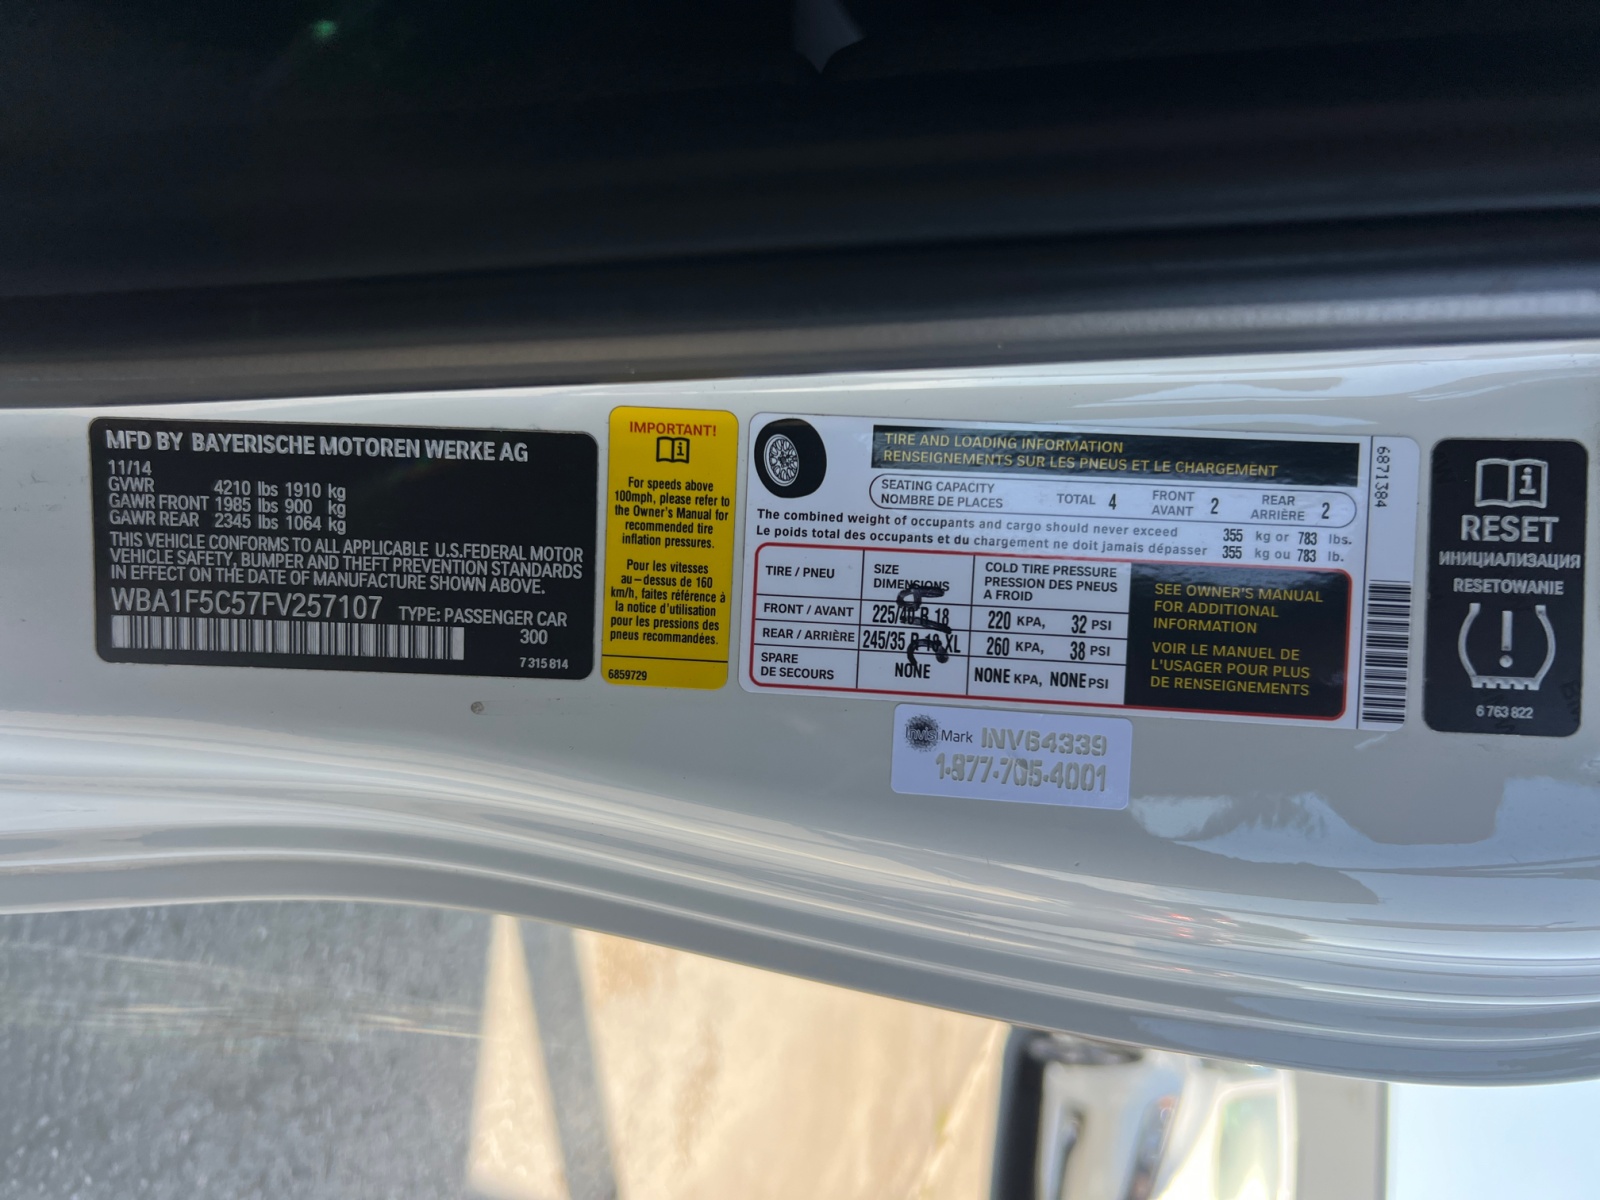 MFD BY BAYERISCHE MOTOREN WERKE AG
11/14
GVWR 4210 lbs 1910 kg
GAWR FRONT 1985 lbs 900 kg
GAWR REAR 2345 lbs 1064 kg
THIS VEHICLE CONFORMS TO ALL APPLICABLE U.S.FEDERAL MOTOR
VEHICLE SAFETY, BUMPER AND THEFT PREVENTION STANDARDS
IN EFFECT ON THE DATE OF MANUFACTURE SHOWN ABOVE.
WBA1F5C57FV257107 TYPE: PASSENGER CAR
300
7 315 814
IMPORTANT!
For speeds above
100mph, please refer to
the Owner's Manual for
recommended tire
inflation pressures.
Pour les vitesses
au-dessus de 160
km/h, faites référence à
la notice d'utilisation
pour les pressions des
pneus recommandées.
6859729
TIRE AND LOADING INFORMATION
RENSEIGNEMENTS SUR LES PNEUS ET LE CHARGEMENT
SEATING CAPACITY
NOMBRE DE PLACES
TOTAL 4
FRONT
AVANT 2
REAR
ARRIÈRE 2
The combined weight of occupants and cargo should never exceed 355 kg or 783 lbs.
Le poids total des occupants et du chargement ne doit jamais dépasser 355 kg ou 783 lb.
TIRE / PNEU
SIZE
DIMENSIONS
COLD TIRE PRESSURE
PRESSION DES PNEUS
A FROID
FRONT / AVANT 225/40 R 18 220 KPA, 32 PSI
REAR / ARRIÈRE 245/35 R 18 XL 260 KPA, 38 PSI
SPARE
DE SECOURS NONE NONE KPA, NONE PSI
SEE OWNER'S MANUAL
FOR ADDITIONAL
INFORMATION
VOIR LE MANUEL DE
L'USAGER POUR PLUS
DE RENSEIGNEMENTS
6871384
invis Mark INV64339
1-877-705-4001
i
RESET
ИНИЦИАЛИЗАЦИЯ
RESETOWANIE
6 763 822